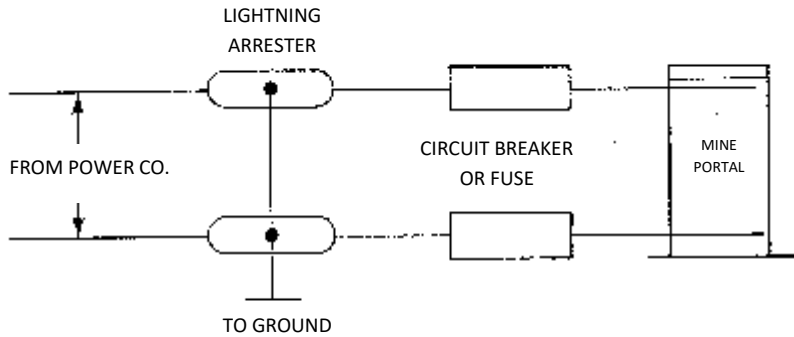 LIGHTNING
ARRESTER
FROM POWER CO.
CIRCUIT BREAKER
OR FUSE
MINE
PORTAL
TO GROUND